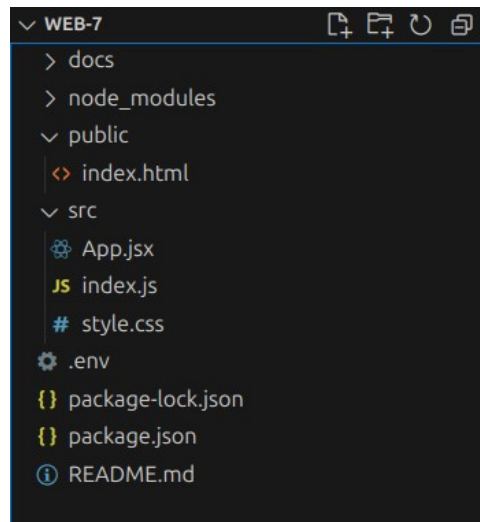 WEB-7
docs
node_modules
public
<> index.html
src
App.jsx
JS index.js
# style.css
.env
{} package-lock.json
{} package.json
README.md